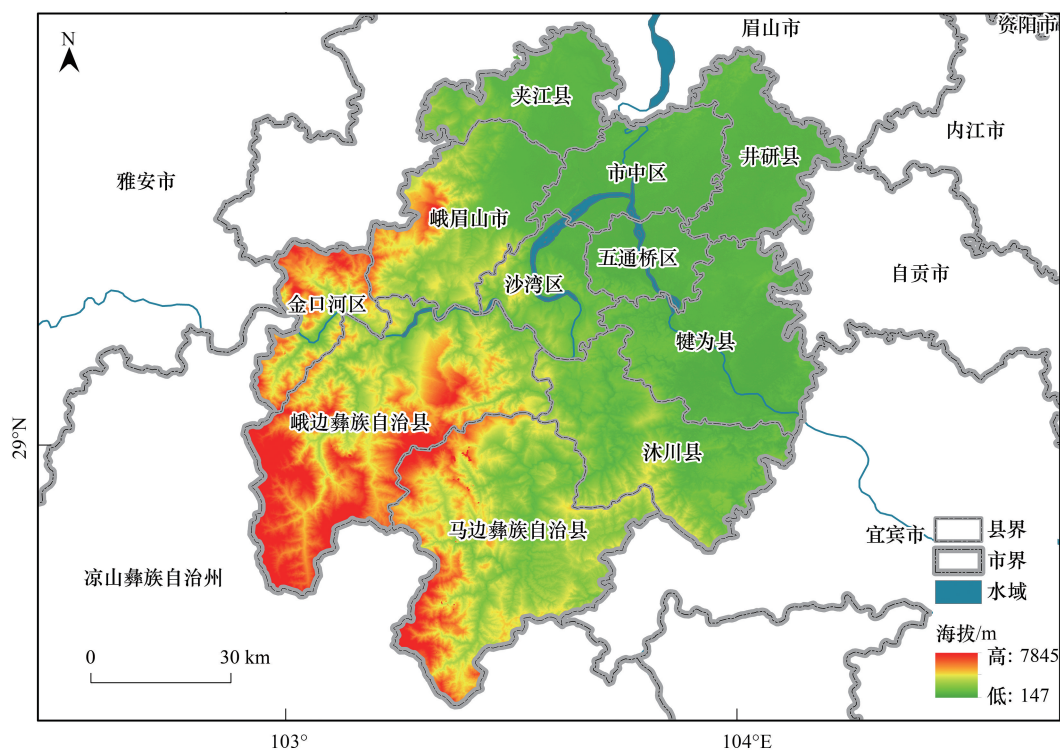 眉山市
资阳市
N
夹江县
内江市
井研县
市中区
雅安市
峨眉山市
五通桥区
自贡市
沙湾区
金口河区
犍为县
峨边彝族自治县
29°N
沐川县
马边彝族自治县
宜宾市
县界
市界
凉山彝族自治州
水域
海拔/m
0 30 km
高: 7845
低: 147
103°
104°E